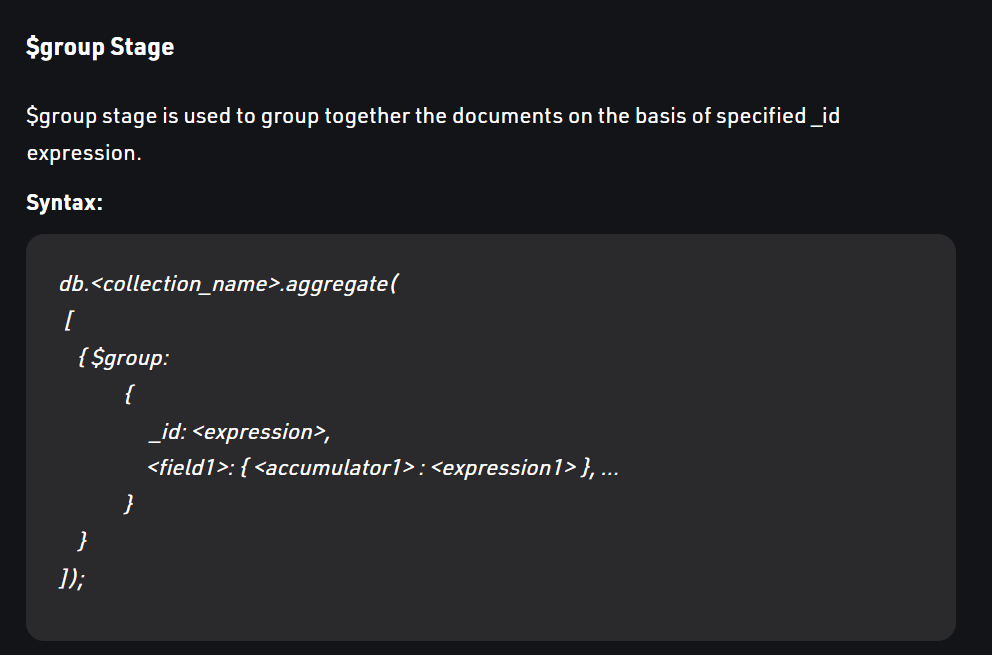 $group Stage
$group stage is used to group together the documents on the basis of specified _id
expression.
Syntax:
db.<collection_name>.aggregate(
[
{ $group:
{
_id: <expression>,
<field1>: { <accumulator1> : <expression1> }, ...
}
}
]);